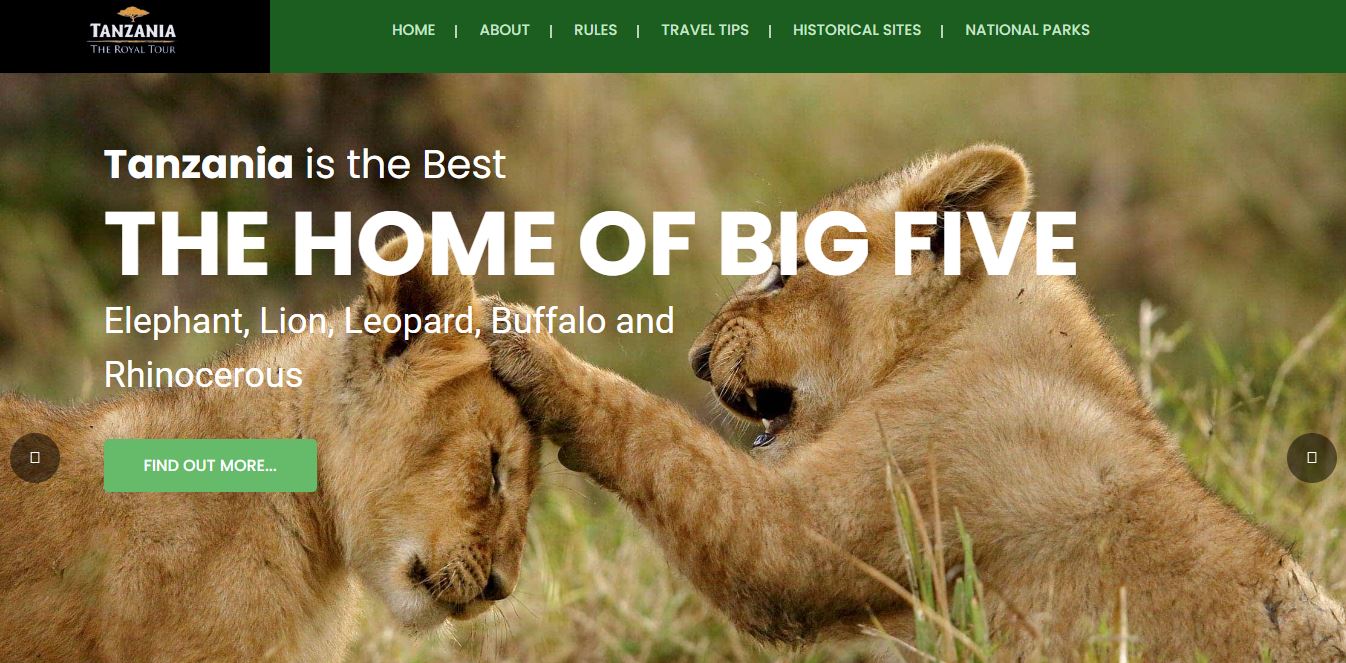 TANZANIA
THE ROYAL TOUR
HOME | ABOUT | RULES | TRAVEL TIPS | HISTORICAL SITES | NATIONAL PARKS
Tanzania is the Best
THE HOME OF BIG FIVE
Elephant, Lion, Leopard, Buffalo and
Rhinocerous
FIND OUT MORE...